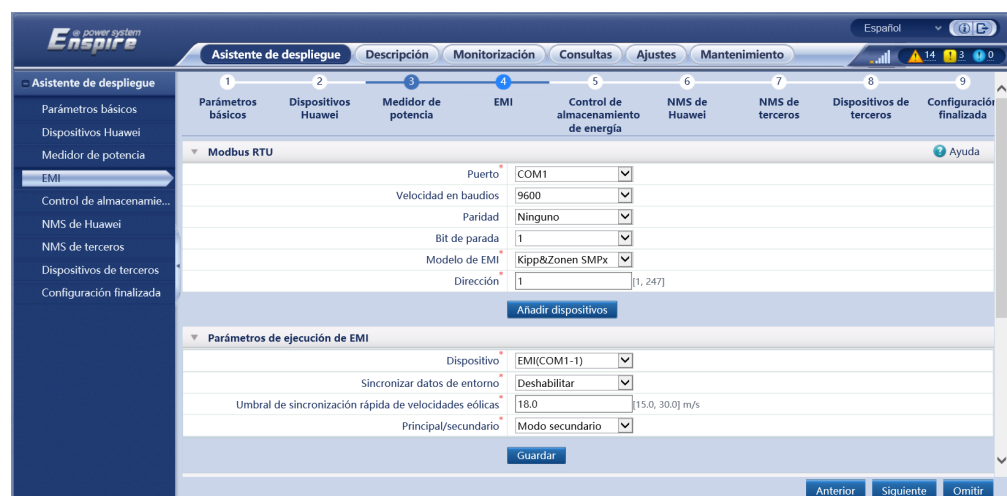 e power system
Enspire
Español
Asistente de despliegue
Descripción
Monitorización
Consultas
Ajustes
Mantenimiento
14
3
0
Asistente de despliegue
Parámetros básicos
Dispositivos Huawei
Medidor de potencia
EMI
Control de almacenamie...
NMS de Huawei
NMS de terceros
Dispositivos de terceros
Configuración finalizada
1
2
3
4
5
6
7
8
9
Parámetros
básicos
Dispositivos
Huawei
Medidor de
potencia
EMI
Control de
almacenamiento
de energía
NMS de
Huawei
NMS de
terceros
Dispositivos de
terceros
Configuración
finalizada
Modbus RTU
Ayuda
Puerto* COM1
Velocidad en baudios 9600
Paridad Ninguno
Bit de parada 1
Modelo de EMI* Kipp&Zonen SMPx
Dirección* 1 [1, 247]
Añadir dispositivos
Parámetros de ejecución de EMI
Dispositivo* EMI(COM1-1)
Sincronizar datos de entorno* Deshabilitar
Umbral de sincronización rápida de velocidades eólicas* 18.0 [15.0, 30.0] m/s
Principal/secundario* Modo secundario
Guardar
Anterior
Siguiente
Omitir